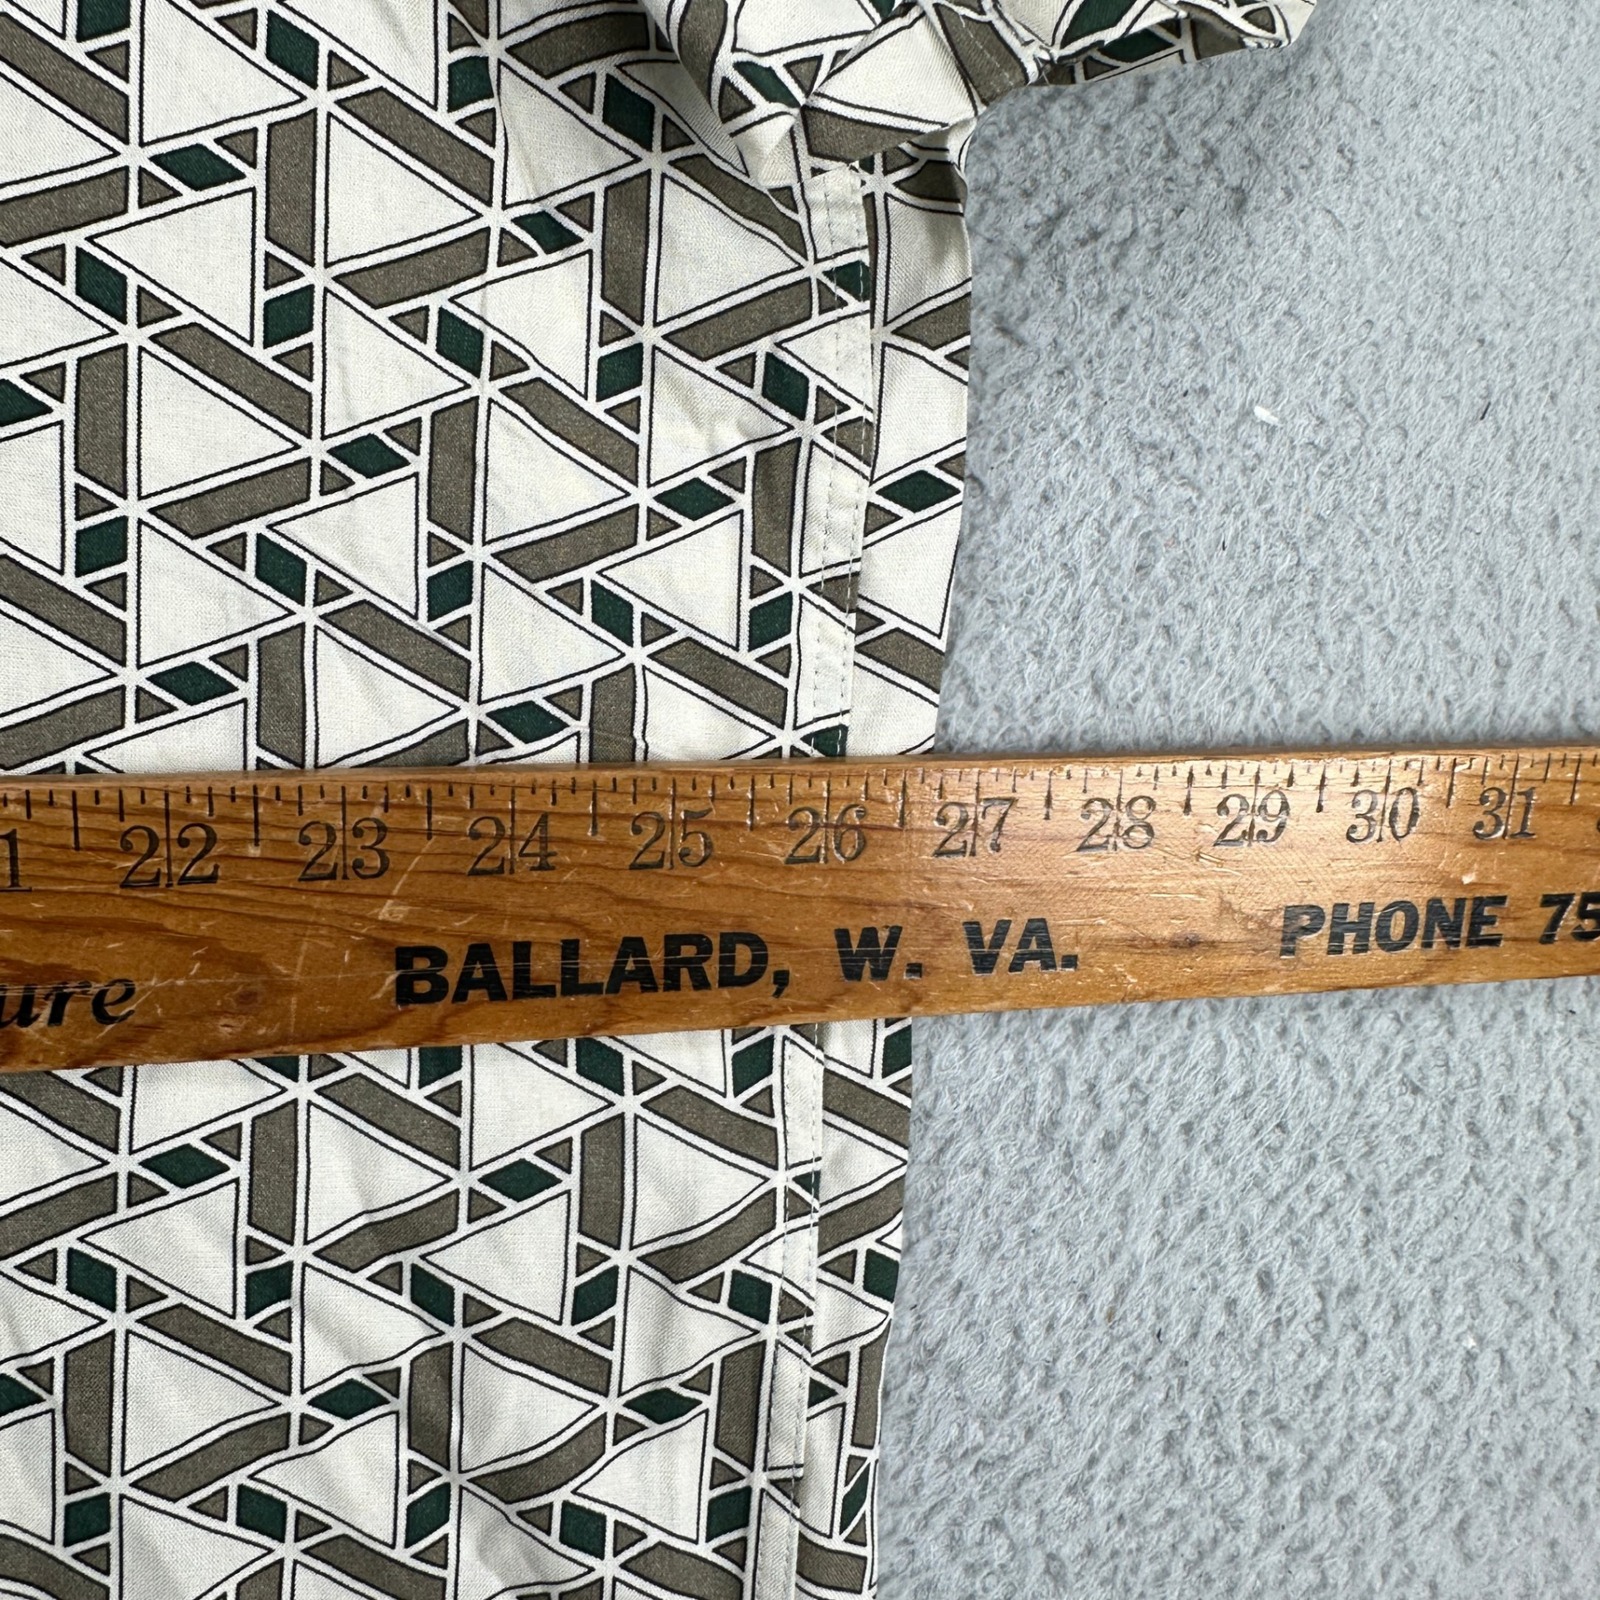 22 23 24 25 26 27 28 29 30 31
BALLARD, W. VA. PHONE 75
ure